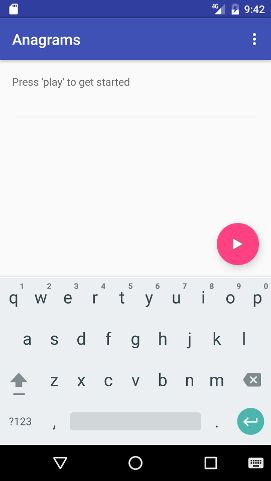 4G 9:42
Anagrams
Press 'play' to get started
1 2 3 4 5 6 7 8 9 0
q w e r t y u i o p
a s d f g h j k l
z x c v b n m
?123 , .